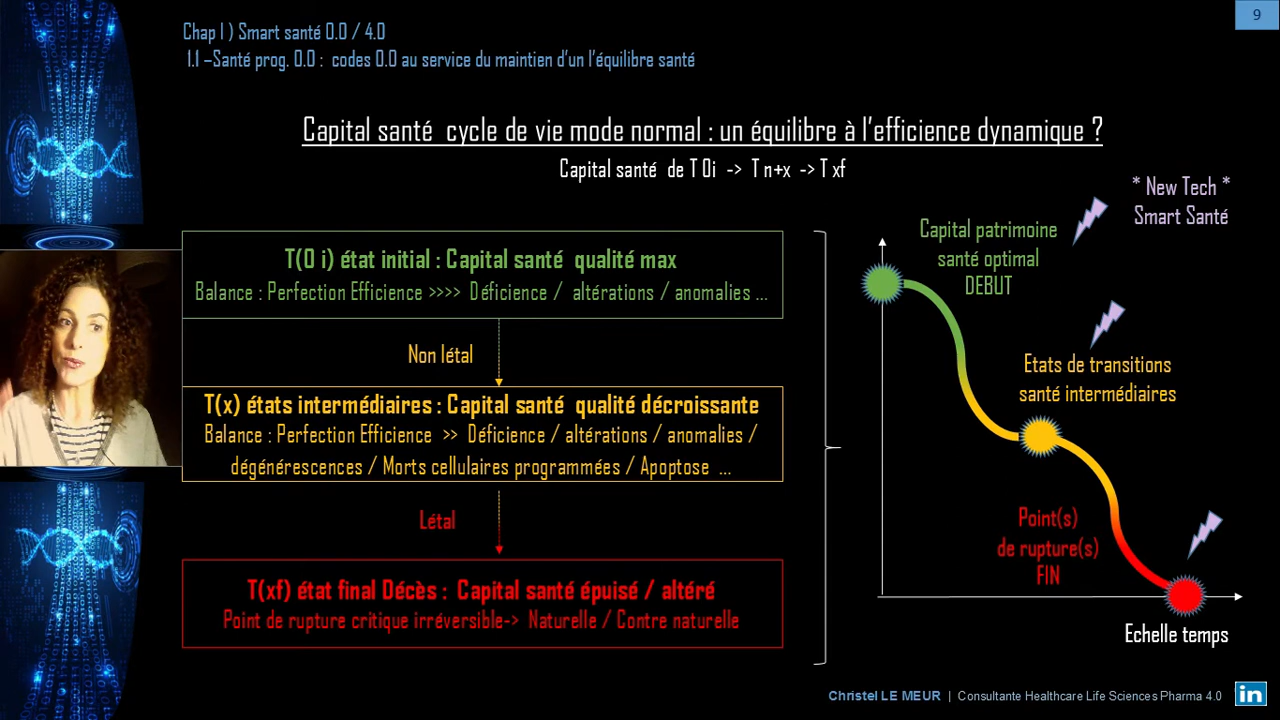 9
Chap I ) Smart santé 0.0 / 4.0
1.1 –Santé prog. 0.0 : codes 0.0 au service du maintien d'un l'équilibre santé
Capital santé cycle de vie mode normal : un équilibre à l'efficience dynamique ?
Capital santé de T 0i -> T n+x -> T xf
* New Tech *
Smart Santé
T(0 i) état initial : Capital santé qualité max
Balance : Perfection Efficience >>>> Déficience / altérations / anomalies ...
Non létal
T(x) états intermédiaires : Capital santé qualité décroissante
Balance : Perfection Efficience >> Déficience / altérations / anomalies /
dégénérescences / Morts cellulaires programmées / Apoptose ...
Létal
T(xf) état final Décès : Capital santé épuisé / altéré
Point de rupture critique irréversible-> Naturelle / Contre naturelle
Capital patrimoine
santé optimal
DEBUT
Etats de transitions
santé intermédiaires
Point(s)
de rupture(s)
FIN
Echelle temps
Christel LE MEUR | Consultante Healthcare Life Sciences Pharma 4.0
in